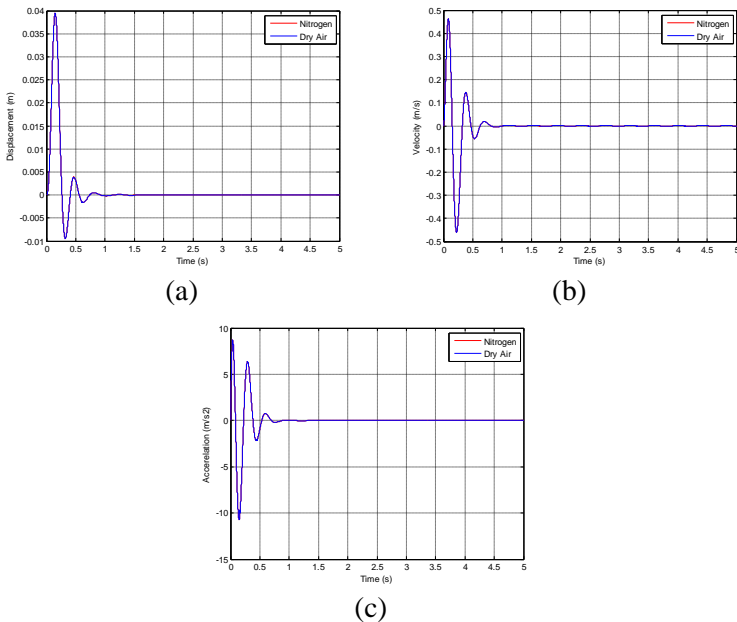 0.04
0.035
0.03
0.025
0.02
0.015
0.01
0.005
0
-0.005
-0.01
Displacement (m)
0 0.5 1 1.5 2 2.5 3 3.5 4 4.5 5
Time (s)
Nitrogen
Dry Air
(a)
0.5
0.4
0.3
0.2
0.1
0
-0.1
-0.2
-0.3
-0.4
-0.5
Velocity (m/s)
0 0.5 1 1.5 2 2.5 3 3.5 4 4.5 5
Time (s)
Nitrogen
Dry Air
(b)
10
5
0
-5
-10
-15
Accerelation (m/s2)
0 0.5 1 1.5 2 2.5 3 3.5 4 4.5 5
Time (s)
Nitrogen
Dry Air
(c)